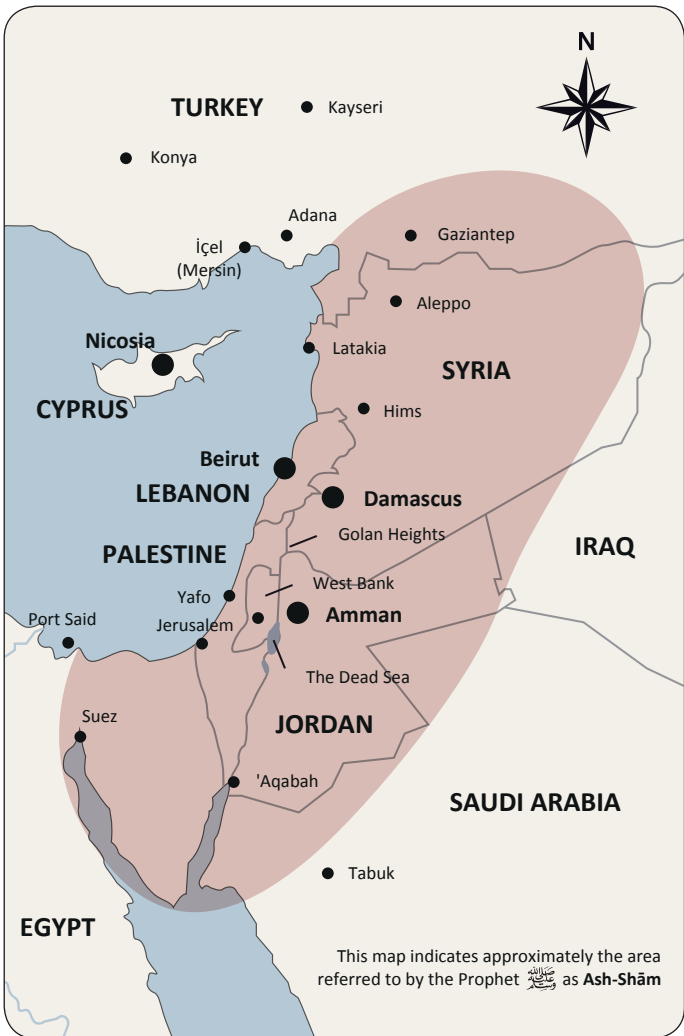 N
TURKEY
Kayseri
Konya
Adana
İçel
(Mersin)
Gaziantep
Aleppo
Nicosia
Latakia
SYRIA
CYPRUS
Hims
Beirut
LEBANON
Damascus
Golan Heights
PALESTINE
IRAQ
West Bank
Yafo
Amman
Port Said
Jerusalem
The Dead Sea
Suez
JORDAN
'Aqabah
SAUDI ARABIA
Tabuk
EGYPT
This map indicates approximately the area
referred to by the Prophet ﷺ as Ash-Shām